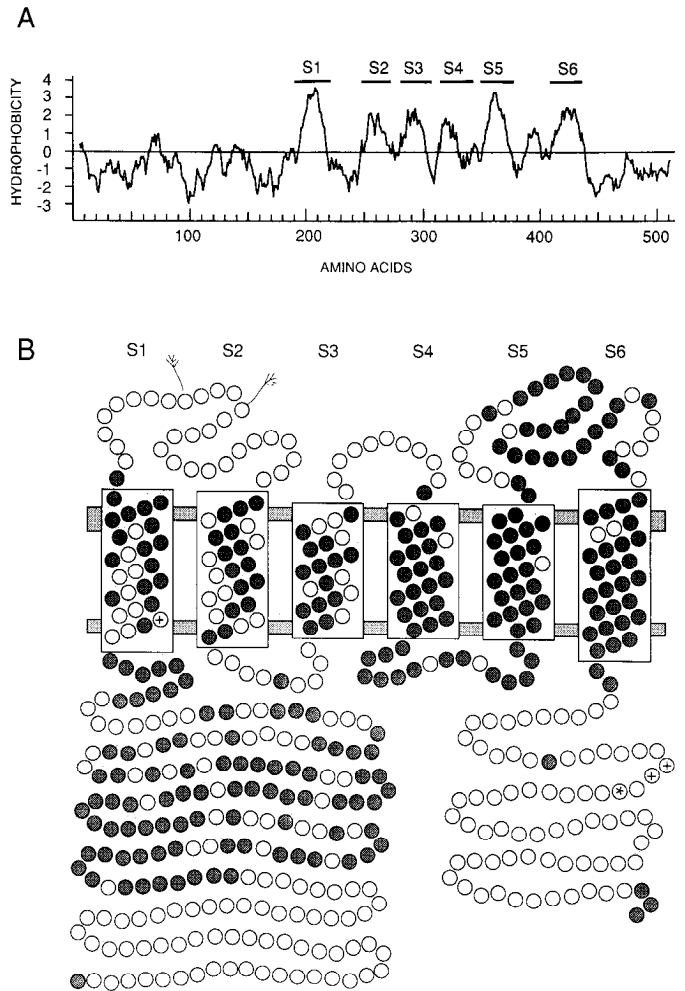 A
S1 S2 S3 S4 S5 S6
4
3
2
1
0
-1
-2
-3
HYDROPHOBICITY
100 200 300 400 500
AMINO ACIDS
B
S1 S2 S3 S4 S5 S6
+
+
+
*